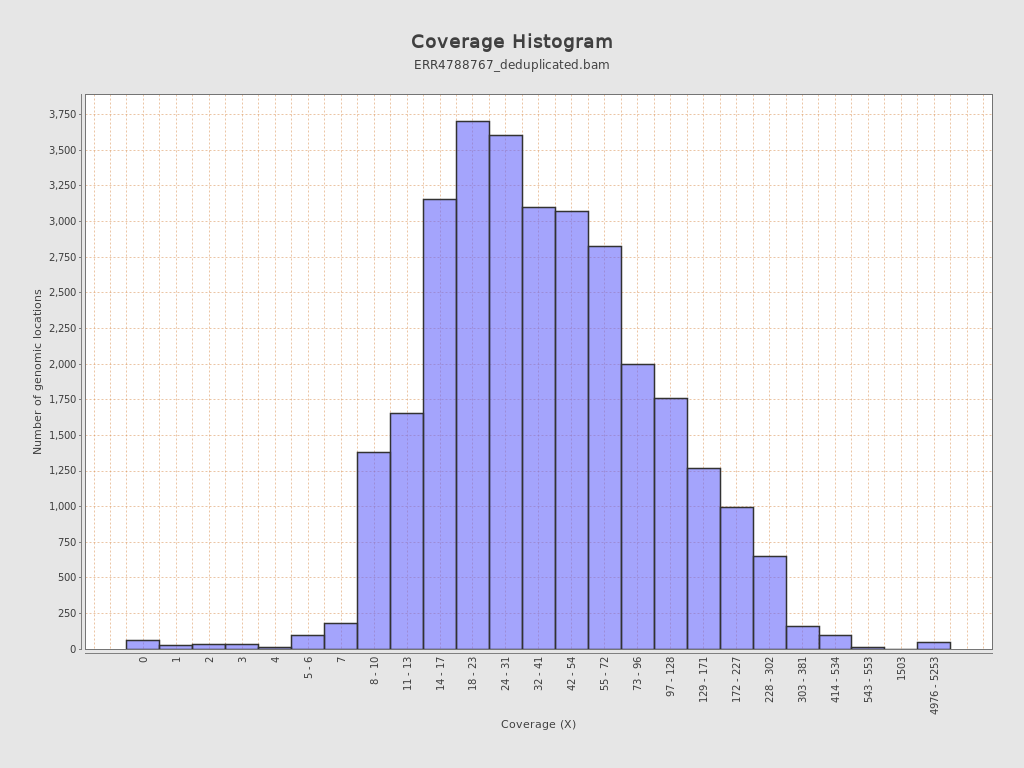 Coverage Histogram
ERR4788767_deduplicated.bam
Number of genomic locations
3,750
3,500
3,250
3,000
2,750
2,500
2,250
2,000
1,750
1,500
1,250
1,000
750
500
250
0
0
1
2
3
4
5 - 6
7
8 - 10
11 - 13
14 - 17
18 - 23
24 - 31
32 - 41
42 - 54
55 - 72
73 - 96
97 - 128
129 - 171
172 - 227
228 - 302
303 - 381
414 - 534
543 - 553
1503
4976 - 5253
Coverage (X)